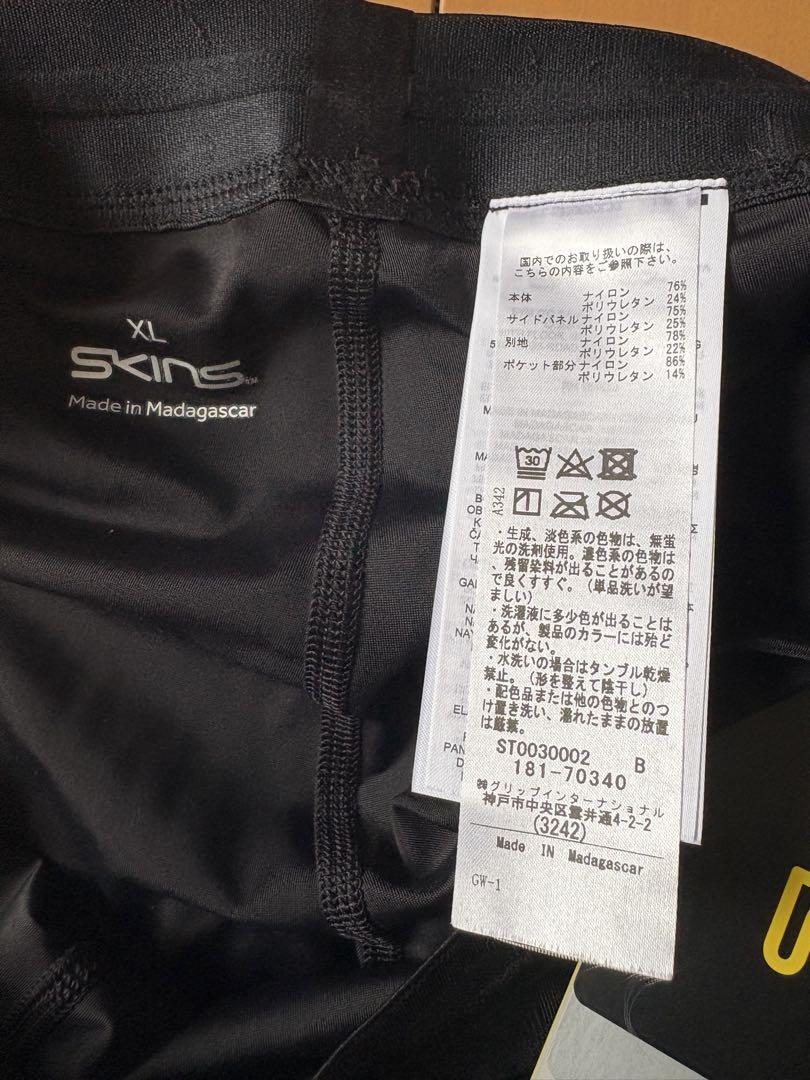 XL
SKINS
Made in Madagascar
国内でのお取り扱いの際は、
こちらの内容をご参照下さい。
本体 ナイロン 76%
ポリウレタン 24%
サイドパネル ナイロン 75%
ポリウレタン 25%
別地 ナイロン 78%
ポリウレタン 22%
ポケット部分 ナイロン 86%
ポリウレタン 14%
30
A342
・生成、淡色系の色物は、無蛍
光の洗剤使用。濃色系の色物は
、残留染料が出ることがあるの
で良くすすぐ。(単品洗いが望
ましい)
・洗濯液に多少色が出ることは
あるが、製品のカラーには殆ど
変化がない。
・水洗いの場合はタンブル乾燥
禁止。(形を整えて陰干し)
・配色品または他の色物とのつ
け置き洗い、濡れたままの放置
は厳禁。
ST0030002 B
181-70340
㈱グリップインターナショナル
神戸市中央区雲井通4-2-2
(3242)
Made IN Madagascar
GW-1